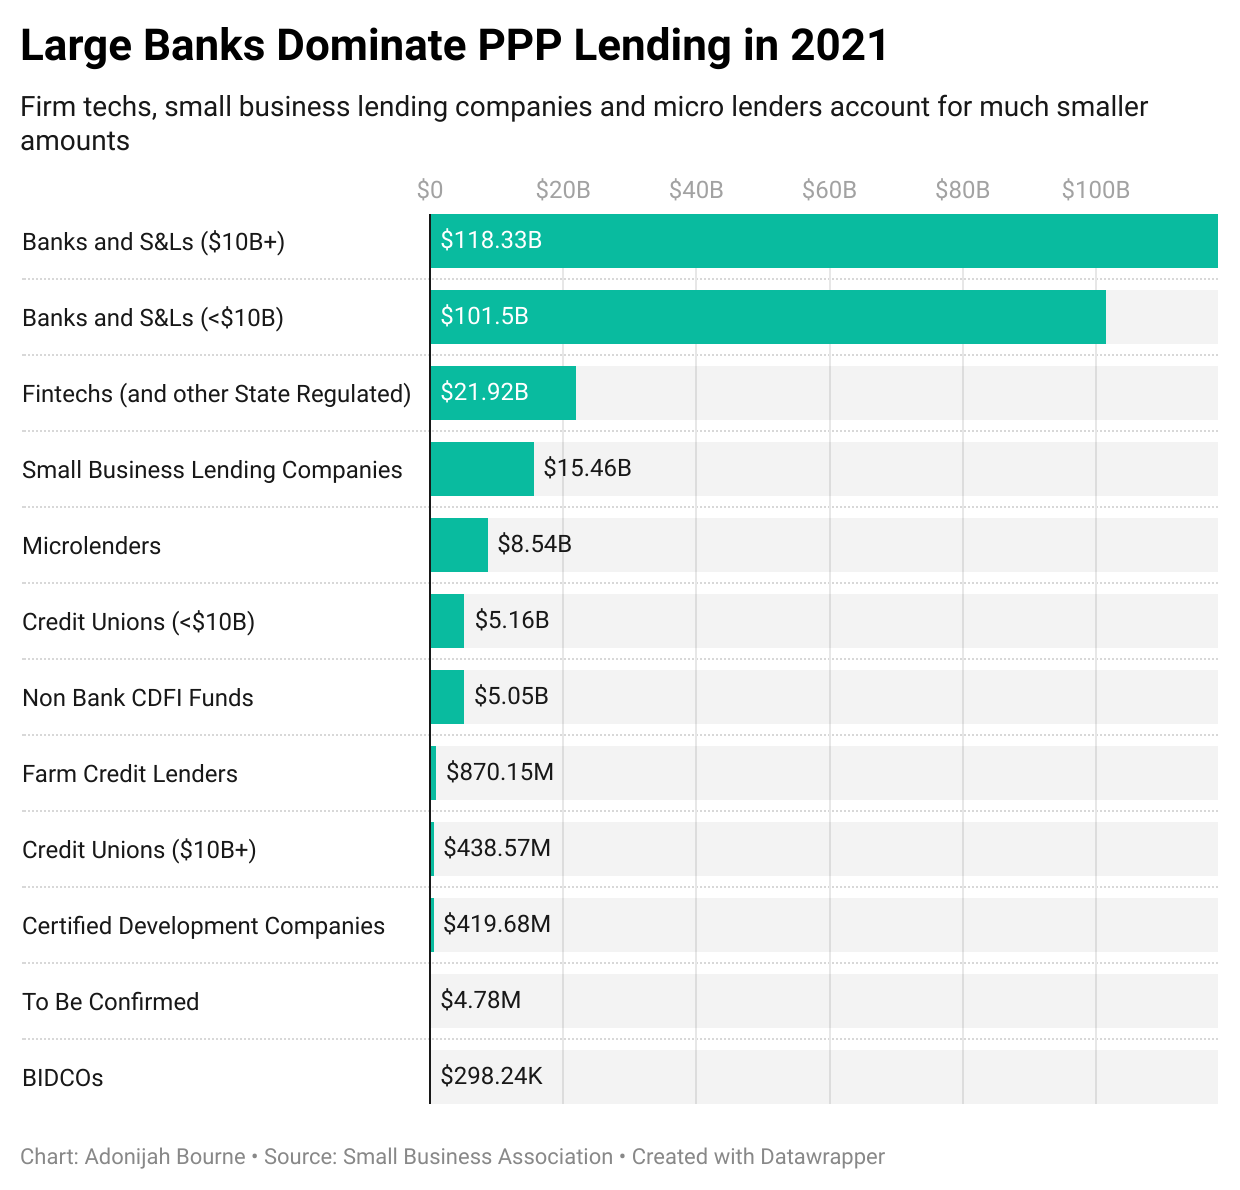 Large Banks Dominate PPP Lending in 2021
Firm techs, small business lending companies and micro lenders account for much smaller
amounts
$0 $20B $40B $60B $80B $100B
Banks and S&Ls ($10B+) $118.33B
Banks and S&Ls (<$10B) $101.5B
Fintechs (and other State Regulated) $21.92B
Small Business Lending Companies $15.46B
Microlenders $8.54B
Credit Unions (<$10B) $5.16B
Non Bank CDFI Funds $5.05B
Farm Credit Lenders $870.15M
Credit Unions ($10B+) $438.57M
Certified Development Companies $419.68M
To Be Confirmed $4.78M
BIDCOs $298.24K
Chart: Adonijah Bourne • Source: Small Business Association • Created with Datawrapper